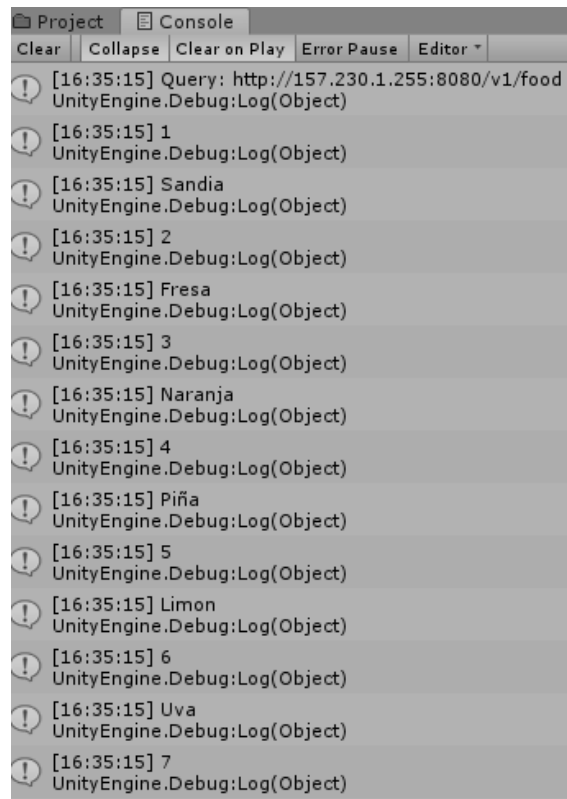 Project Console
Clear Collapse Clear on Play Error Pause Editor
[16:35:15] Query: http://157.230.1.255:8080/v1/food
UnityEngine.Debug:Log(Object)
[16:35:15] 1
UnityEngine.Debug:Log(Object)
[16:35:15] Sandia
UnityEngine.Debug:Log(Object)
[16:35:15] 2
UnityEngine.Debug:Log(Object)
[16:35:15] Fresa
UnityEngine.Debug:Log(Object)
[16:35:15] 3
UnityEngine.Debug:Log(Object)
[16:35:15] Naranja
UnityEngine.Debug:Log(Object)
[16:35:15] 4
UnityEngine.Debug:Log(Object)
[16:35:15] Piña
UnityEngine.Debug:Log(Object)
[16:35:15] 5
UnityEngine.Debug:Log(Object)
[16:35:15] Limon
UnityEngine.Debug:Log(Object)
[16:35:15] 6
UnityEngine.Debug:Log(Object)
[16:35:15] Uva
UnityEngine.Debug:Log(Object)
[16:35:15] 7
UnityEngine.Debug:Log(Object)